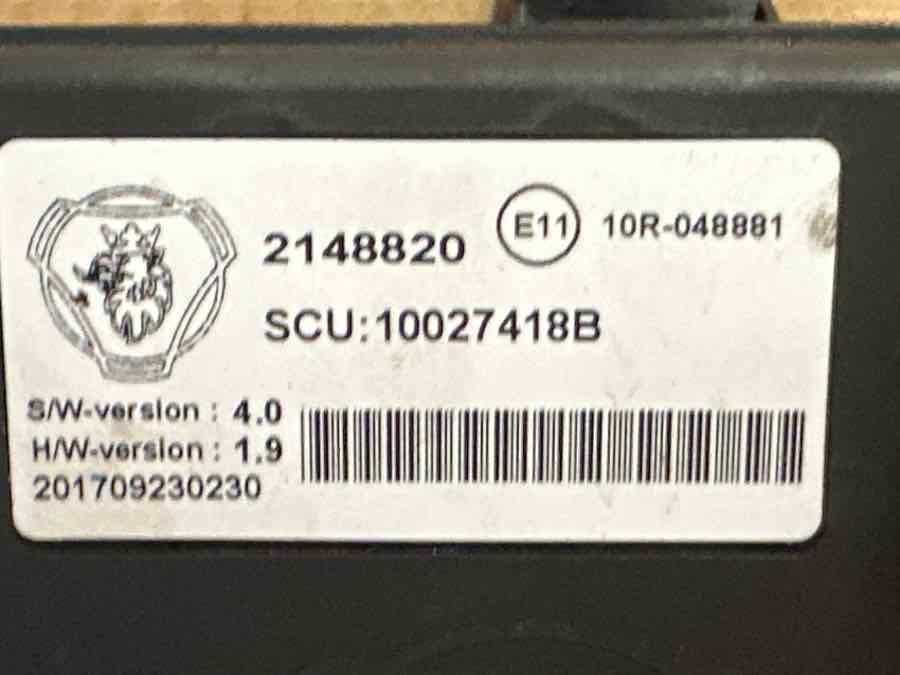 2148820 E11 10R-048881
SCU:10027418B
S/W-version : 4.0
H/W-version : 1.9
201709230230